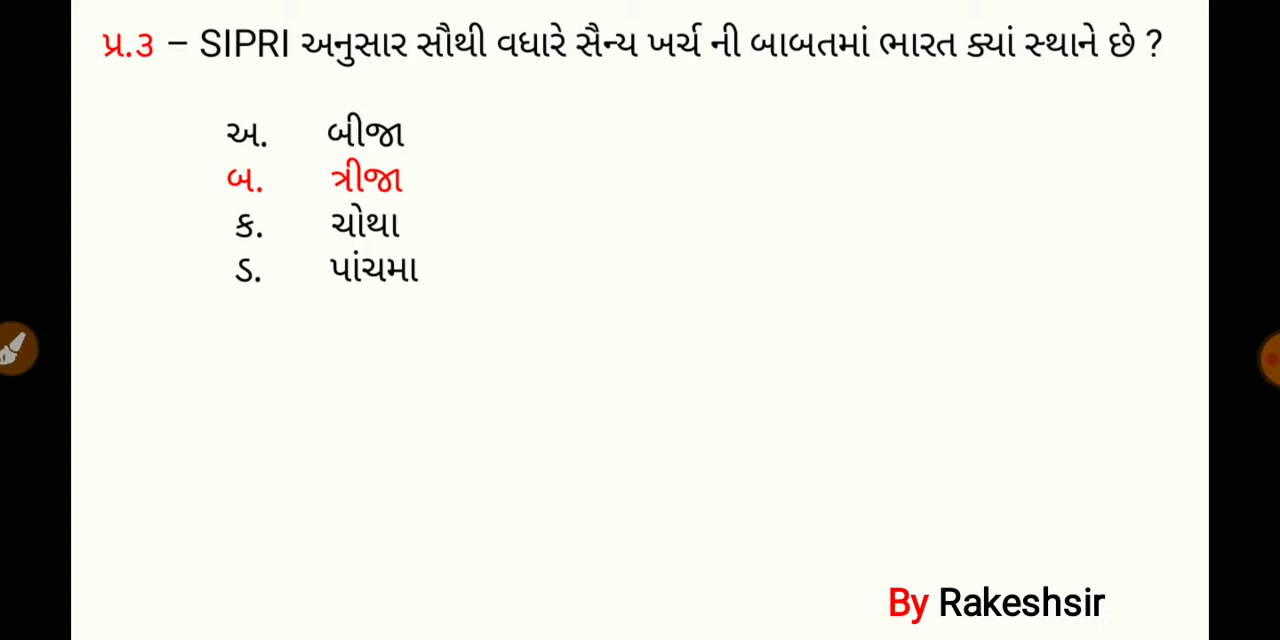 પ્ર.૩ – SIPRI અનુસાર સૌથી વધારે સૈન્ય ખર્ચ ની બાબતમાં ભારત ક્યાં સ્થાને છે ?
અ. બીજા
બ. ત્રીજા
ક. ચોથા
ડ. પાંચમા
By Rakeshsir